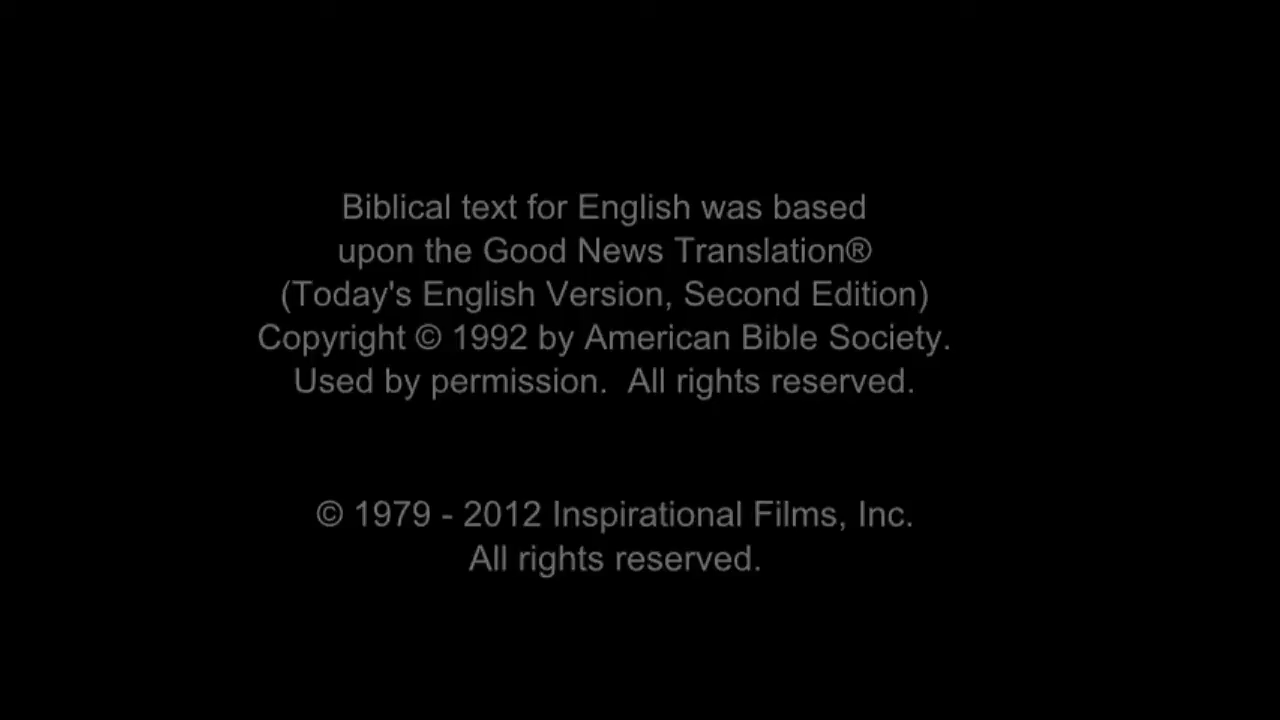 Biblical text for English was based
upon the Good News Translation®
(Today's English Version, Second Edition)
Copyright © 1992 by American Bible Society.
Used by permission.  All rights reserved.
© 1979 - 2012 Inspirational Films, Inc.
All rights reserved.